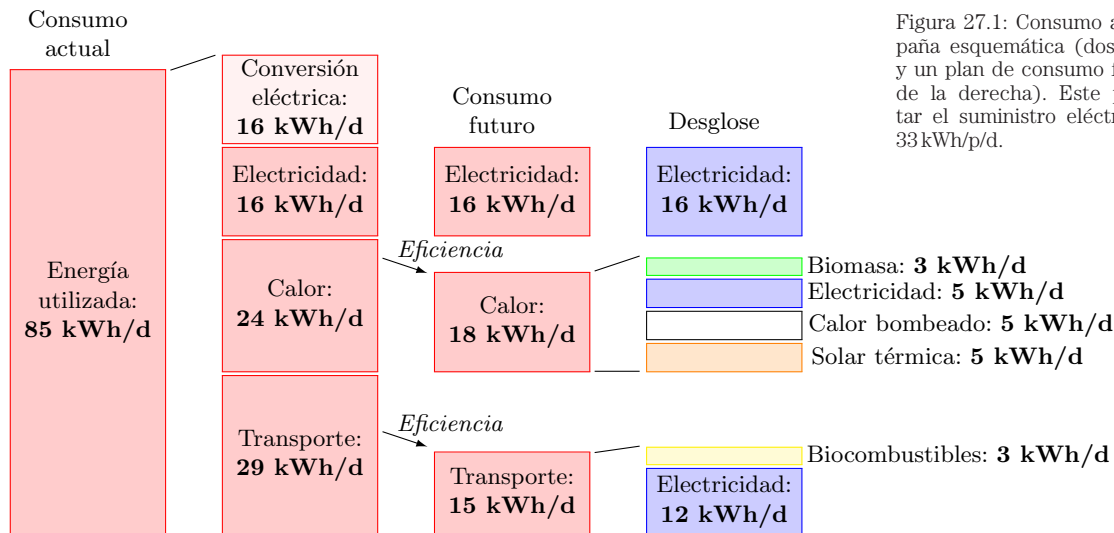 Consumo
actual
Energía
utilizada:
85 kWh/d
Conversión
eléctrica:
16 kWh/d
Electricidad:
16 kWh/d
Calor:
24 kWh/d
Transporte:
29 kWh/d
Eficiencia
Eficiencia
Consumo
futuro
Electricidad:
16 kWh/d
Calor:
18 kWh/d
Transporte:
15 kWh/d
Desglose
Electricidad:
16 kWh/d
Biomasa: 3 kWh/d
Electricidad: 5 kWh/d
Calor bombeado: 5 kWh/d
Solar térmica: 5 kWh/d
Biocombustibles: 3 kWh/d
Electricidad:
12 kWh/d
Figura 27.1: Consumo a
paña esquemática (dos
y un plan de consumo
de la derecha). Este
tar el suministro eléctr
33 kWh/p/d.